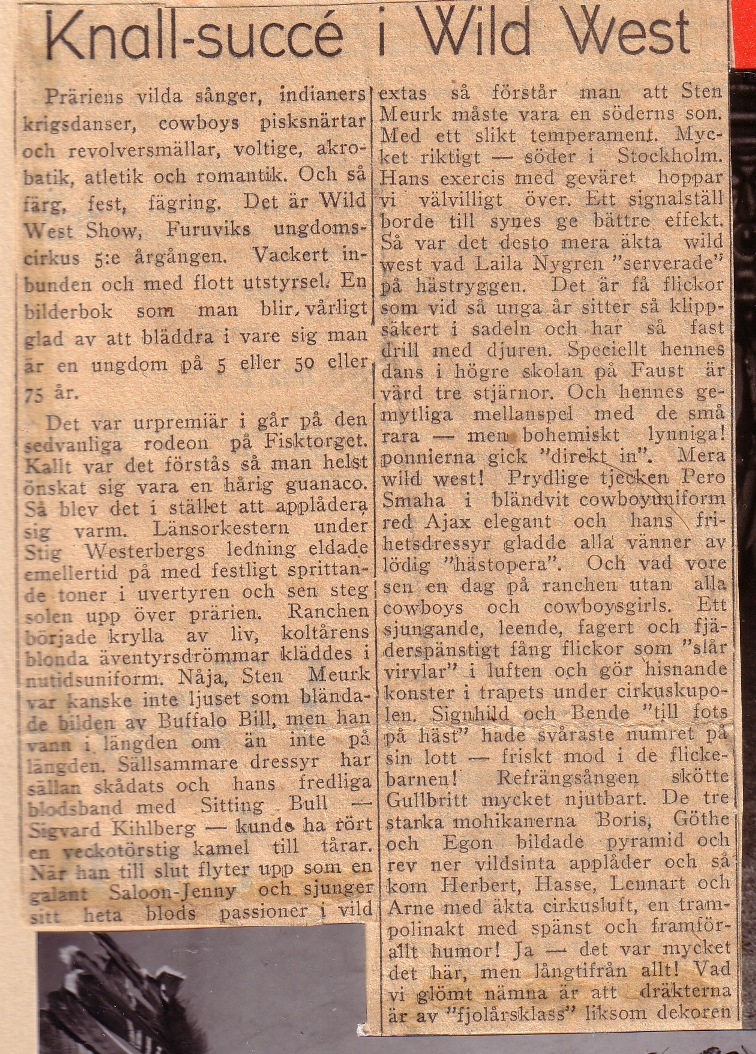 Knall-succé i Wild West
Präriens vilda sånger, indianers
krigsdanser, cowboys pisksnärtar
och revolversmällar, voltige, akro-
batik, atletik och romantik. Och så
färg, fest, fägring. Det är Wild
West Show, Furuviks ungdoms-
cirkus 5:e årgången. Vackert in-
bunden och med flott utstyrsel. En
bilderbok som man blir vårligt
glad av att bläddra i vare sig man
är en ungdom på 5 eller 50 eller
75 år.
Det var urpremiär i går på den
sedvanliga rodeon på Fisktorget.
Kallt var det förstås så man helst
önskat sig vara en hårig guanaco.
Så blev det i stället att applådera
sig varm. Länsorkestern under
Stig Westerbergs ledning eldade
emellertid på med festligt sprittan-
de toner i uvertyren och sen steg
solen upp över prärien. Ranchen
började krylla av liv, koltårens
blonda äventyrsdrömmar kläddes i
nutidsuniform. Nåja, Sten Meurk
var kanske inte ljuset som blända-
de bilden av Buffalo Bill, men han
vann i längden om än inte på
längden. Sällsammare dressyr har
sällan skådats och hans fredliga
blodsband med Sitting Bull —
Sigvard Kihlberg — kunde ha rört
en veckotörstig kamel till tårar.
När han till slut flyter upp som en
galant Saloon-Jenny och sjunger
sitt heta blods passioner i vild
extas så förstår man att Sten
Meurk måste vara en söderns son.
Med ett slikt temperament. Myc-
ket riktigt — söder i Stockholm.
Hans exercis med geväret hoppar
vi välvilligt över. Ett signalställ
borde till synes ge bättre effekt.
Så var det desto mera äkta wild
west vad Laila Nygren "serverade"
på hästryggen. Det är få flickor
som vid så unga år sitter så klipp-
säkert i sadeln och har så fast
drill med djuren. Speciellt hennes
dans i högre skolan på Faust är
värd tre stjärnor. Och hennes ge-
mytliga mellanspel med de små
rara — men bohemiskt lynniga!
ponnierna gick "direkt in". Mera
wild west! Prydlige tjecken Pero
Smaha i bländvit cowboyuniform
red Ajax elegant och hans fri-
hetsdressyr gladde alla vänner av
lödig "hästopera". Och vad vore
sen en dag på ranchen utan alla
cowboys och cowboysgirls. Ett
sjungande, leende, fagert och fjä-
derspänstigt fång flickor som "slår
virvlar" i luften och gör hisnande
konster i trapets under cirkuskupo-
len. Signhild och Bende "till fots
på häst" hade svåraste numret på
sin lott — friskt mod i de flicke-
barnen! Refrängsången skötte
Gullbritt mycket njutbart. De tre
starka mohikanerna Boris, Göthe
och Egon bildade pyramid och
rev ner vildsinta applåder och så
kom Herbert, Hasse, Lennart och
Arne med äkta cirkusluft, en tram-
polinakt med spänst och framför-
allt humor! Ja — det var mycket
det här, men långtifrån allt! Vad
vi glömt nämna är att dräkterna
är av "fjolårsklass" liksom dekoren